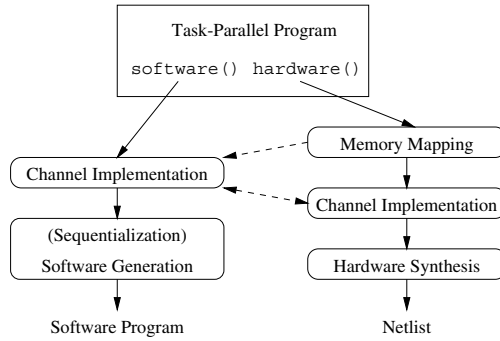 Task-Parallel Program
software() hardware()
Memory Mapping
Channel Implementation
Channel Implementation
(Sequentialization)
Software Generation
Hardware Synthesis
Software Program
Netlist